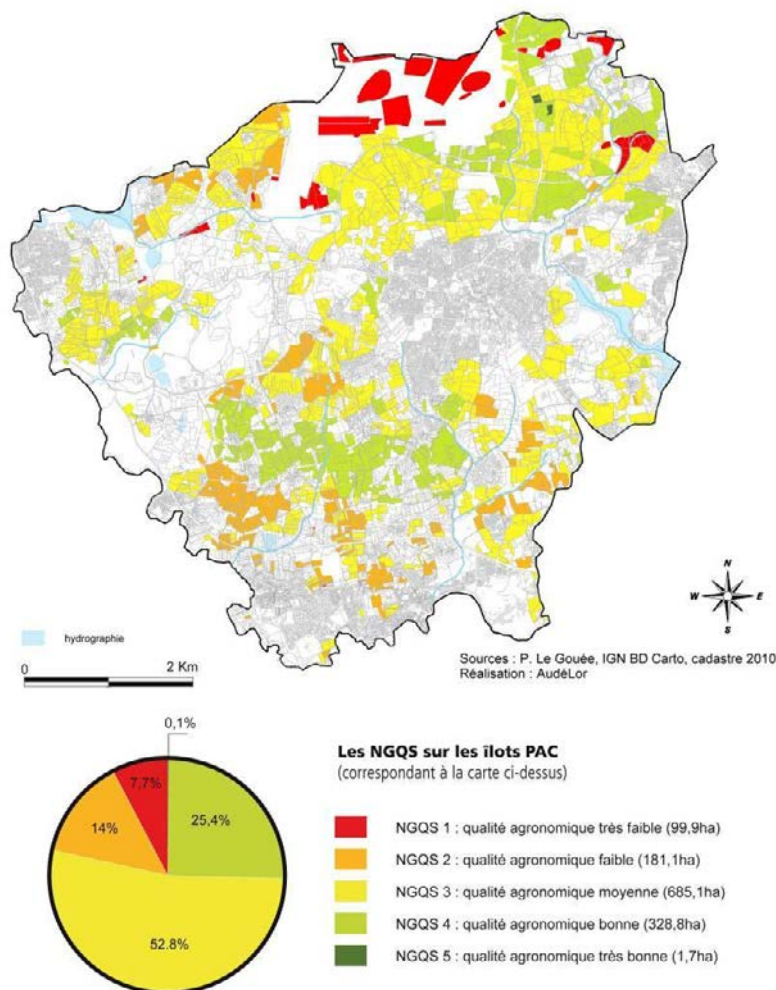 N
W E
S
hydrographie
0 2 Km
Sources : P. Le Gouée, IGN BD Carto, cadastre 2010
Réalisation : AudéLor
0,1%
7,7%
25,4%
14%
52.8%
Les NGQS sur les îlots PAC
(correspondant à la carte ci-dessus)
NGQS 1 : qualité agronomique très faible (99,9ha)
NGQS 2 : qualité agronomique faible (181,1ha)
NGQS 3 : qualité agronomique moyenne (685,1ha)
NGQS 4 : qualité agronomique bonne (328,8ha)
NGQS 5 : qualité agronomique très bonne (1,7ha)